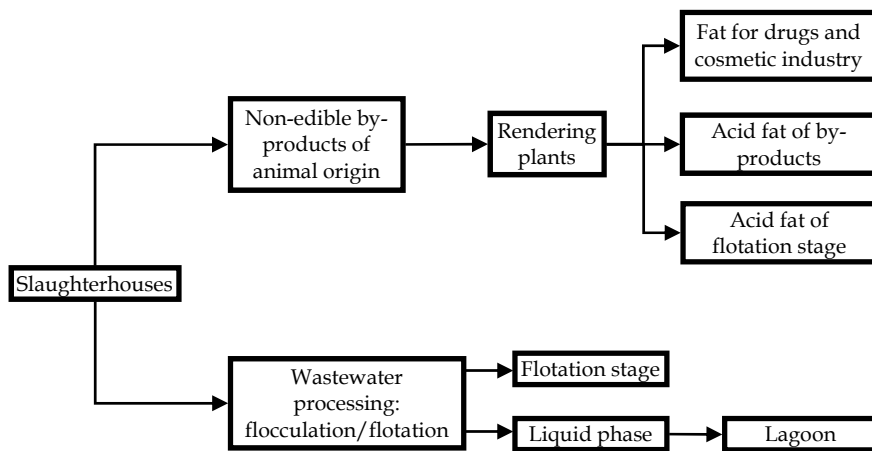 Fat for drugs and
cosmetic industry
Non-edible by-
products of
animal origin
Rendering
plants
Acid fat of by-
products
Acid fat of
flotation stage
Slaughterhouses
Wastewater
processing:
flocculation/flotation
Flotation stage
Liquid phase
Lagoon